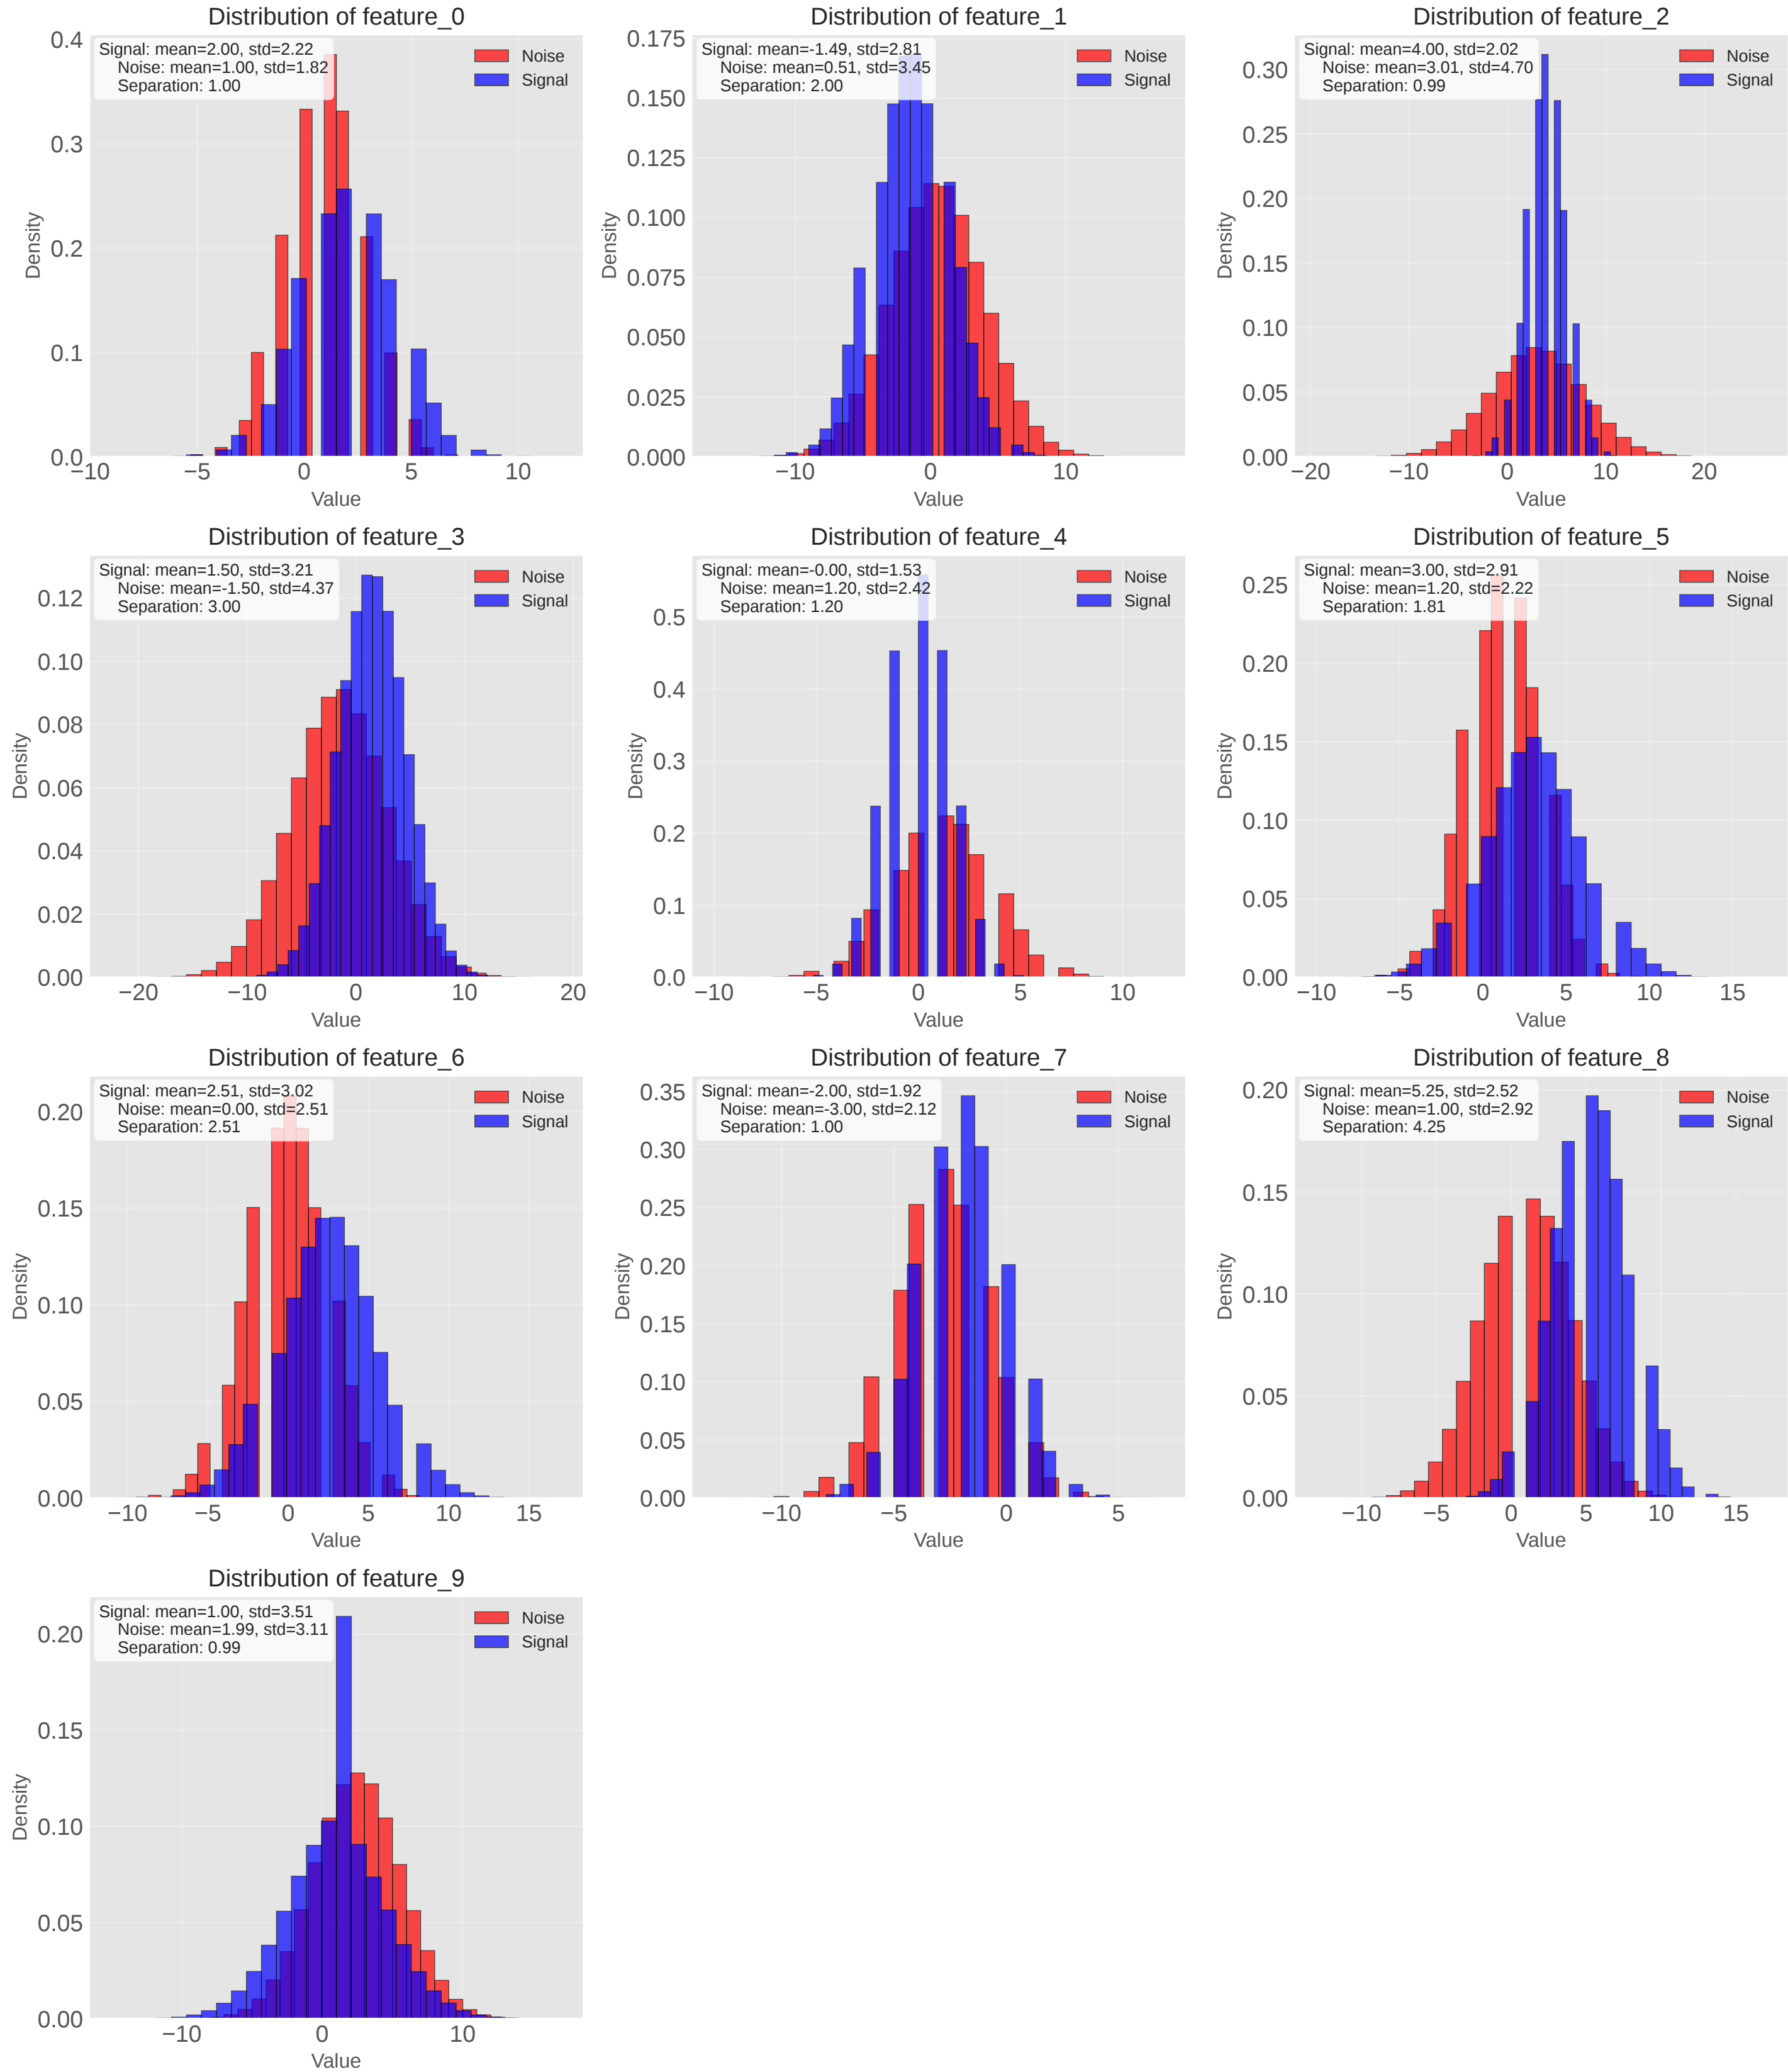 Distribution of feature_0
Signal: mean=2.00, std=2.22
Noise: mean=1.00, std=1.82
Separation: 1.00
Noise
Signal
0.4
0.3
0.2
0.1
0.0
Density
−10 −5 0 5 10
Value
Distribution of feature_1
Signal: mean=-1.49, std=2.81
Noise: mean=0.51, std=3.45
Separation: 2.00
Noise
Signal
0.175
0.150
0.125
0.100
0.075
0.050
0.025
0.000
Density
−10 0 10
Value
Distribution of feature_2
Signal: mean=4.00, std=2.02
Noise: mean=3.01, std=4.70
Separation: 0.99
Noise
Signal
0.30
0.25
0.20
0.15
0.10
0.05
0.00
Density
−20 −10 0 10 20
Value
Distribution of feature_3
Signal: mean=1.50, std=3.21
Noise: mean=-1.50, std=4.37
Separation: 3.00
Noise
Signal
0.12
0.10
0.08
0.06
0.04
0.02
0.00
Density
−20 −10 0 10 20
Value
Distribution of feature_4
Signal: mean=-0.00, std=1.53
Noise: mean=1.20, std=2.42
Separation: 1.20
Noise
Signal
0.5
0.4
0.3
0.2
0.1
0.0
Density
−10 −5 0 5 10
Value
Distribution of feature_5
Signal: mean=3.00, std=2.91
Noise: mean=1.20, std=2.22
Separation: 1.81
Noise
Signal
0.25
0.20
0.15
0.10
0.05
0.00
Density
−10 −5 0 5 10 15
Value
Distribution of feature_6
Signal: mean=2.51, std=3.02
Noise: mean=0.00, std=2.51
Separation: 2.51
Noise
Signal
0.20
0.15
0.10
0.05
0.00
Density
−10 −5 0 5 10 15
Value
Distribution of feature_7
Signal: mean=-2.00, std=1.92
Noise: mean=-3.00, std=2.12
Separation: 1.00
Noise
Signal
0.35
0.30
0.25
0.20
0.15
0.10
0.05
0.00
Density
−10 −5 0 5
Value
Distribution of feature_8
Signal: mean=5.25, std=2.52
Noise: mean=1.00, std=2.92
Separation: 4.25
Noise
Signal
0.20
0.15
0.10
0.05
0.00
Density
−10 −5 0 5 10 15
Value
Distribution of feature_9
Signal: mean=1.00, std=3.51
Noise: mean=1.99, std=3.11
Separation: 0.99
Noise
Signal
0.20
0.15
0.10
0.05
0.00
Density
−10 0 10
Value